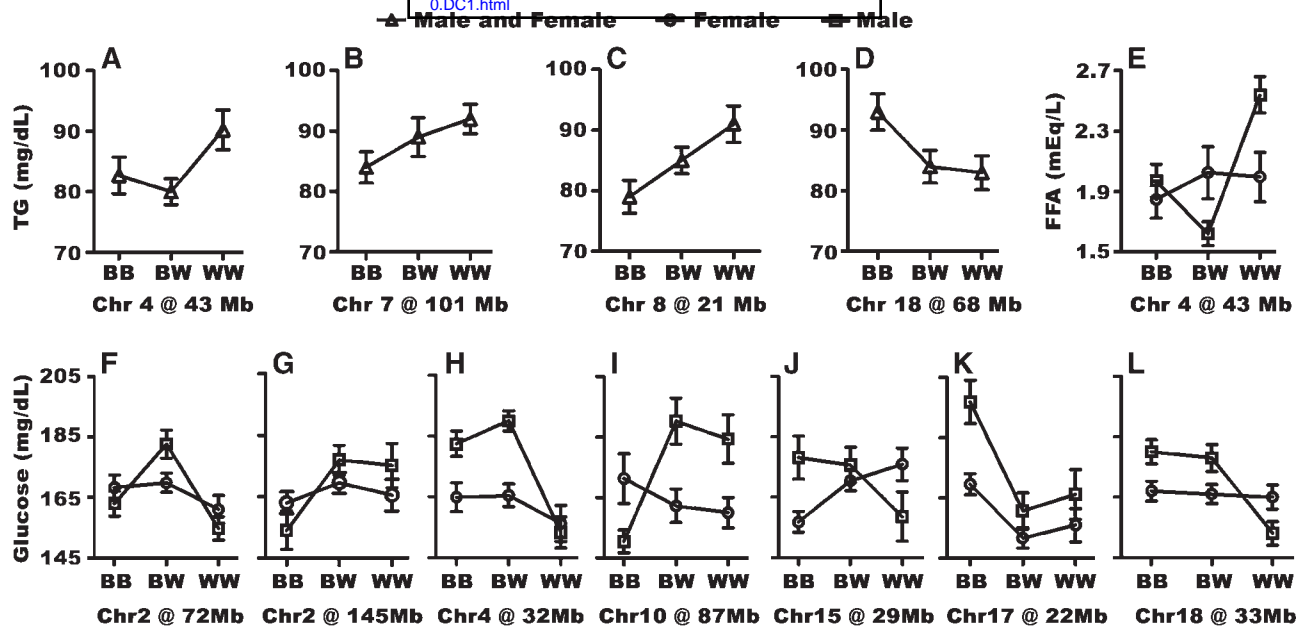 0.DC1.html
Male and Female Female Male
A B C D E
100 100 100 100 2.7
90 90 90 90 2.3
80 80 80 80 1.9
70 70 70 70 1.5
TG (mg/dL)
FFA (mEq/L)
BB BW WW BB BW WW BB BW WW BB BW WW BB BW WW
Chr 4 @ 43 Mb Chr 7 @ 101 Mb Chr 8 @ 21 Mb Chr 18 @ 68 Mb Chr 4 @ 43 Mb
F G H I J K L
205
185
165
145
Glucose (mg/dL)
BB BW WW BB BW WW BB BW WW BB BW WW BB BW WW BB BW WW BB BW WW
Chr2 @ 72Mb Chr2 @ 145Mb Chr4 @ 32Mb Chr10 @ 87Mb Chr15 @ 29Mb Chr17 @ 22Mb Chr18 @ 33Mb